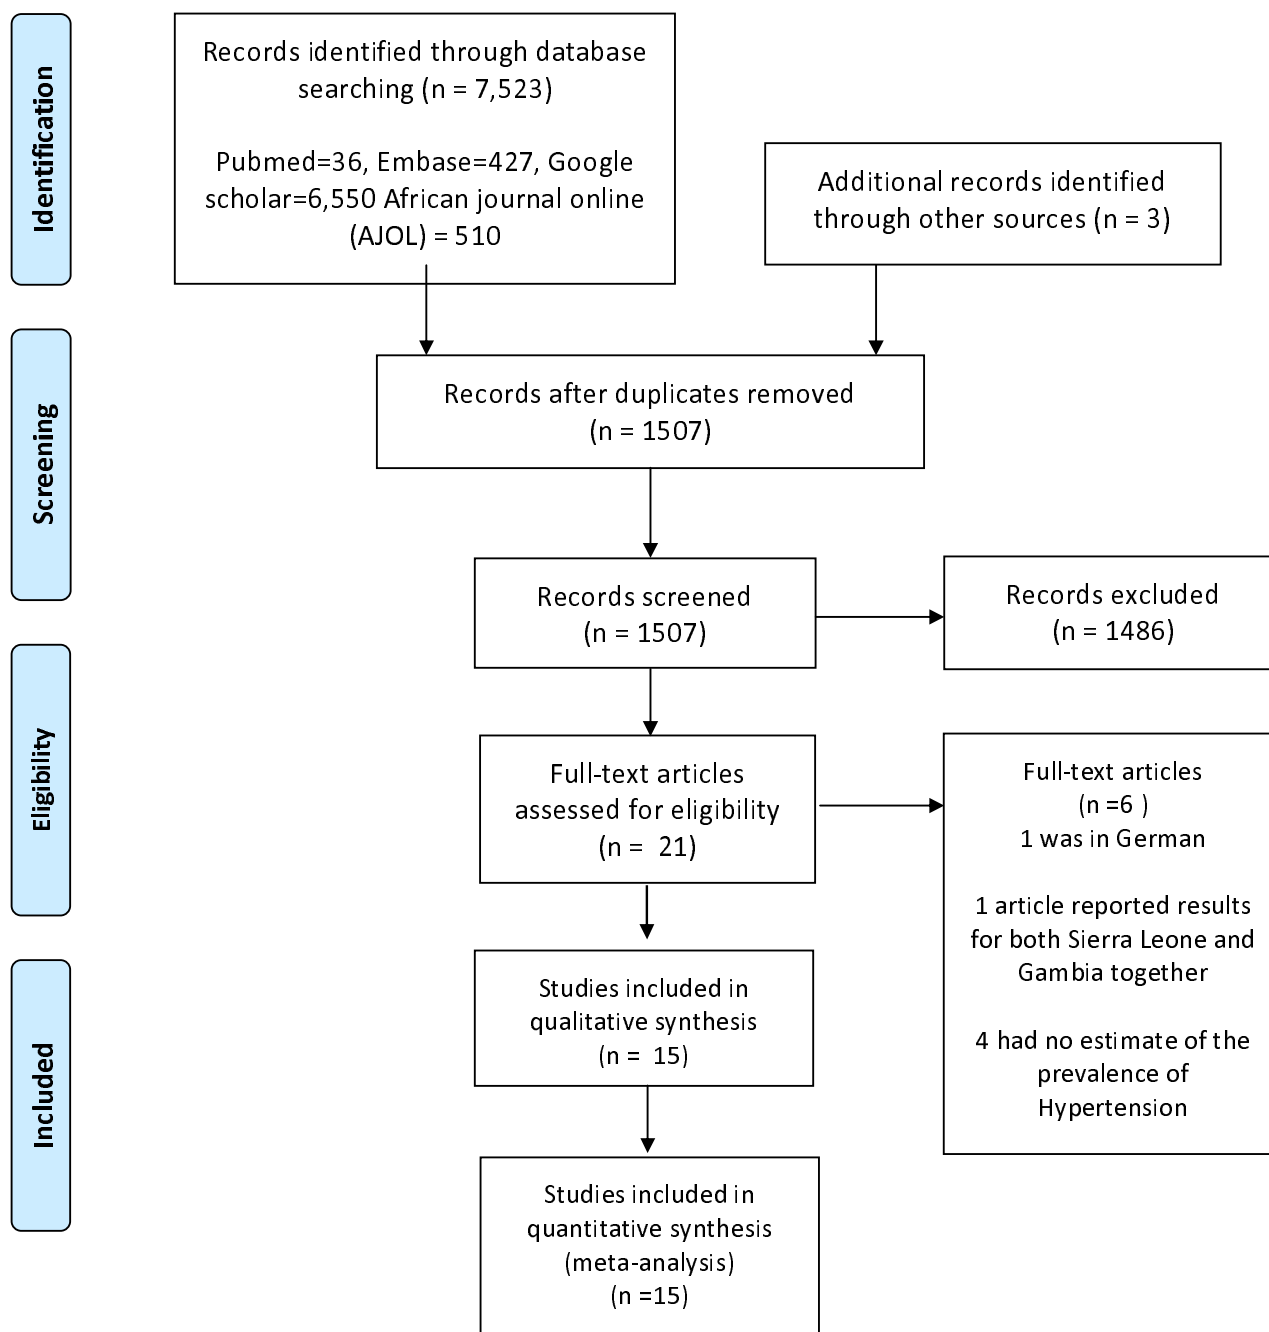 Identification
Records identified through database
searching (n = 7,523)
Pubmed=36, Embase=427, Google
scholar=6,550 African journal online
(AJOL) = 510
Additional records identified
through other sources (n = 3)
Screening
Records after duplicates removed
(n = 1507)
Records screened
(n = 1507)
Records excluded
(n = 1486)
Eligibility
Full-text articles
assessed for eligibility
(n = 21)
Full-text articles
(n =6 )
1 was in German
1 article reported results
for both Sierra Leone and
Gambia together
4 had no estimate of the
prevalence of
Hypertension
Included
Studies included in
qualitative synthesis
(n = 15)
Studies included in
quantitative synthesis
(meta-analysis)
(n =15)